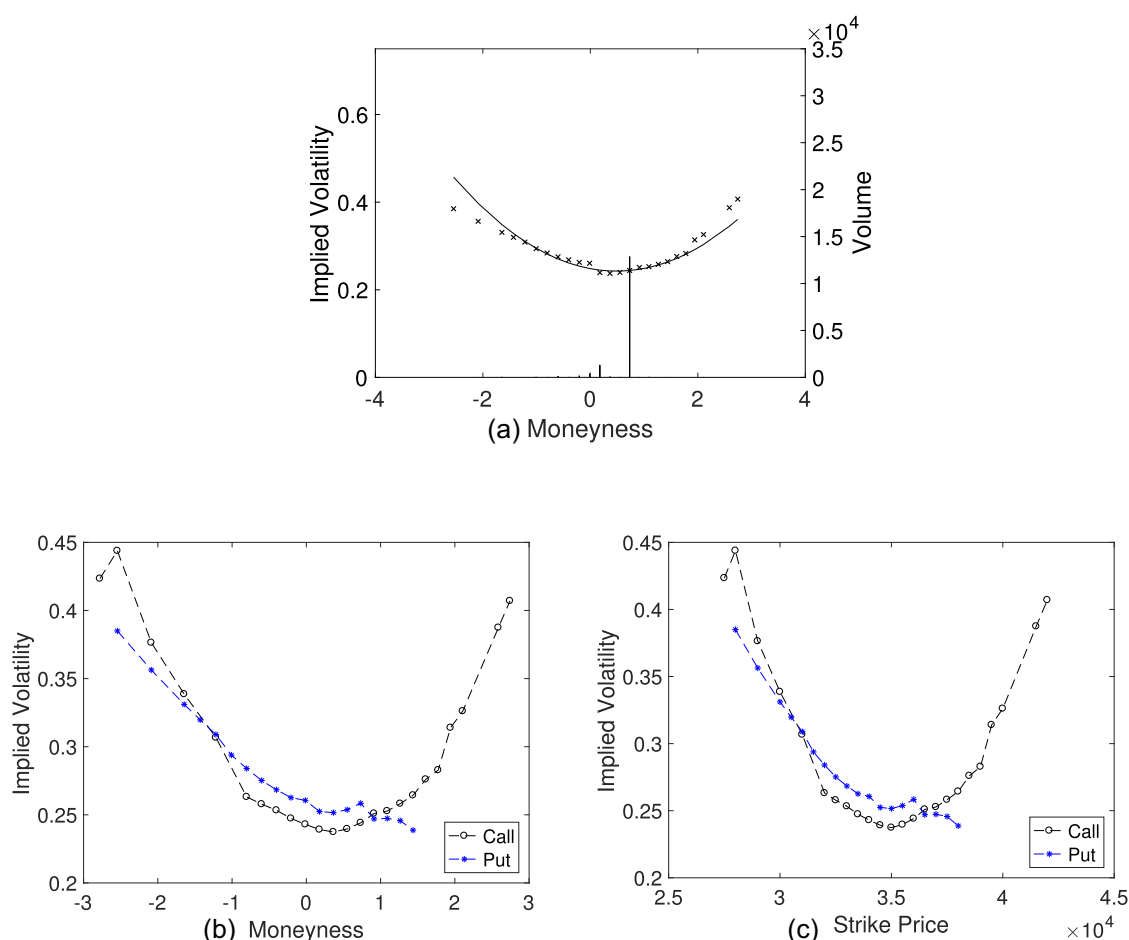 ×10⁴
3.5
3
2.5
2
1.5
1
0.5
0
Volume
0.6
0.4
0.2
0
Implied Volatility
-4 -2 0 2 4
(a) Moneyness
0.45
0.4
0.35
0.3
0.25
0.2
Implied Volatility
Call
Put
-3 -2 -1 0 1 2 3
(b) Moneyness
0.45
0.4
0.35
0.3
0.25
0.2
Implied Volatility
Call
Put
2.5 3 3.5 4 4.5
(c) Strike Price ×10⁴